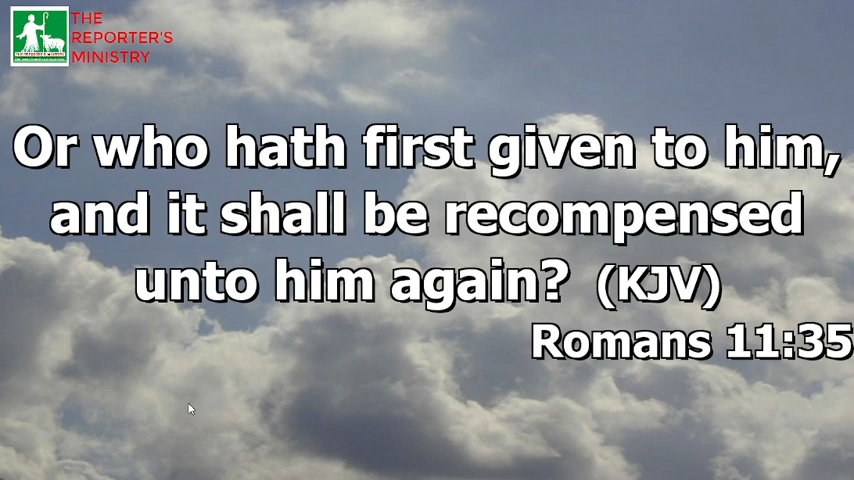 THE
REPORTER'S
MINISTRY
Or who hath first given to him,
and it shall be recompensed
unto him again? (KJV)
Romans 11:35